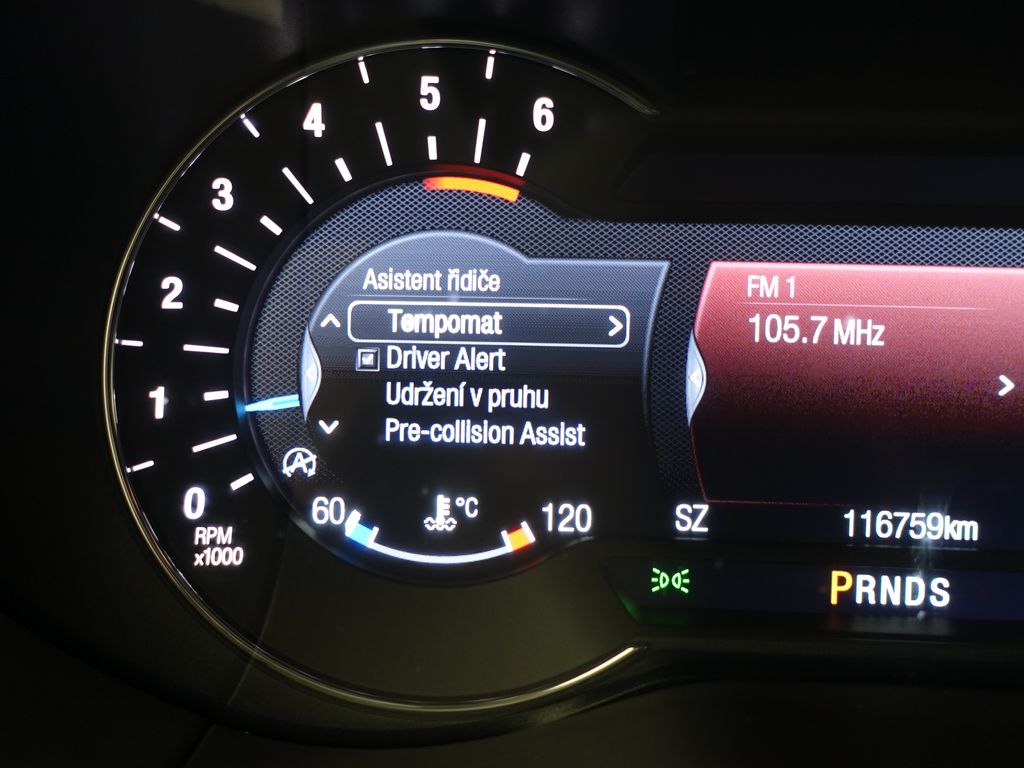 6
5
4
3
2
1
0
RPM
x1000
Asistent řidiče
Tempomat
Driver Alert
Udržení v pruhu
Pre-collision Assist
60
°C
120
FM 1
105.7 MHz
SZ
116759km
PRNDS